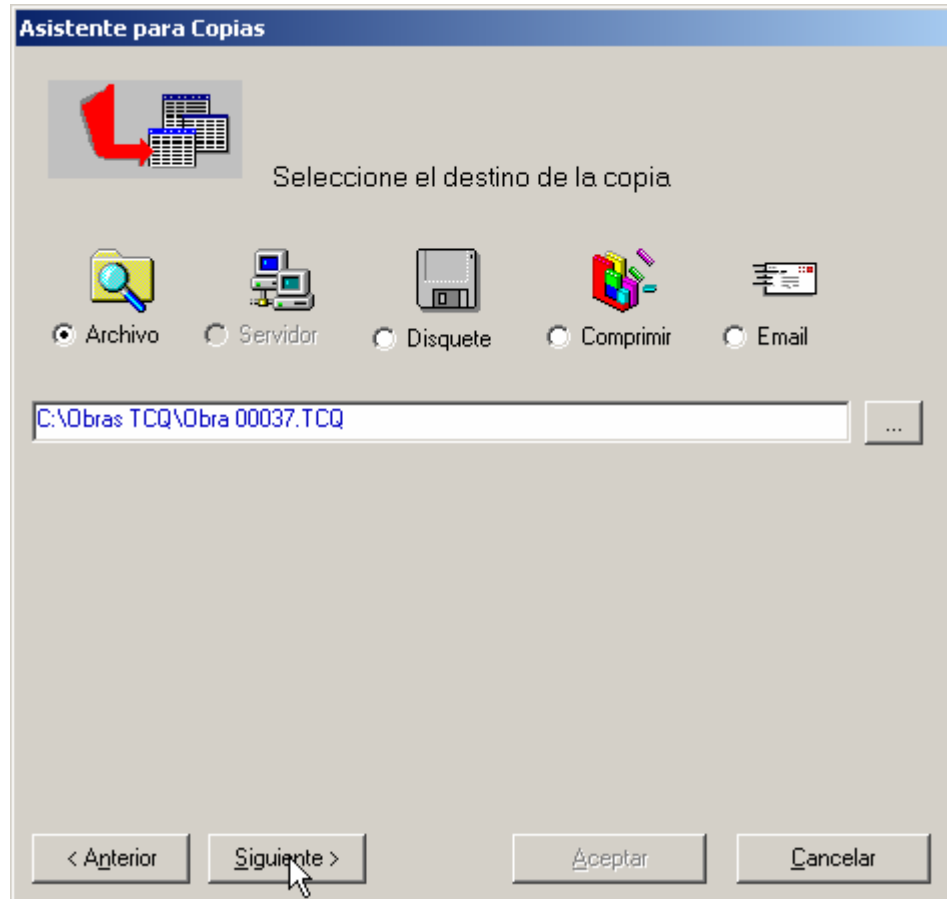 Asistente para Copias
Seleccione el destino de la copia
Archivo Servidor Disquete Comprimir Email
C:\Obras TCQ\Obra 00037.TCQ ...
< Anterior Siguiente > Aceptar Cancelar